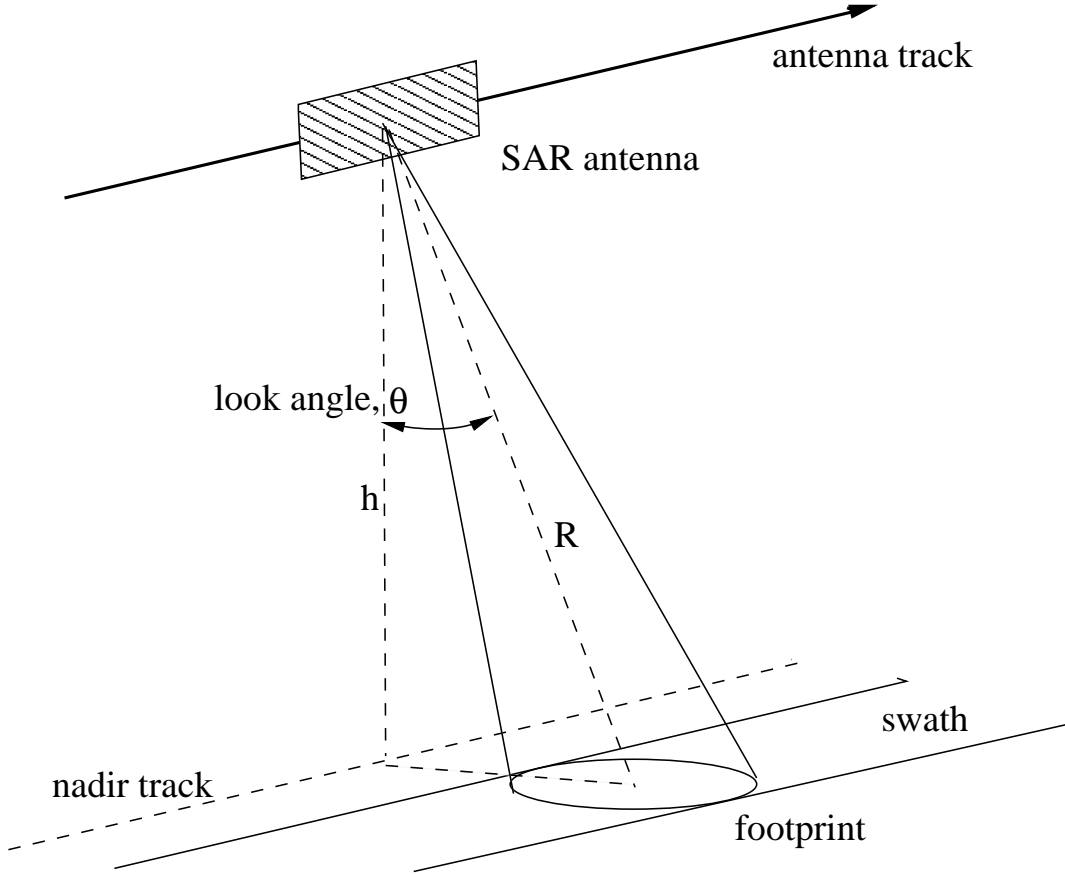 antenna track
SAR antenna
look angle, θ
h
R
swath
nadir track
footprint